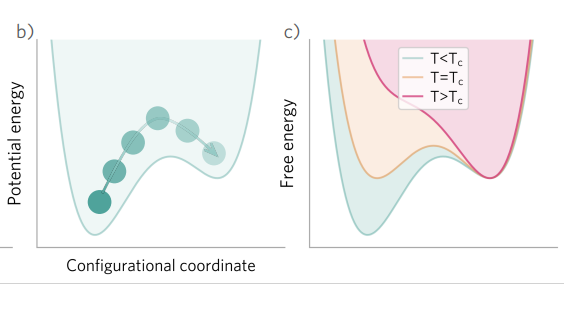 b)
Potential energy
Configurational coordinate
c)
Free energy
T<Tc
T=Tc
T>Tc